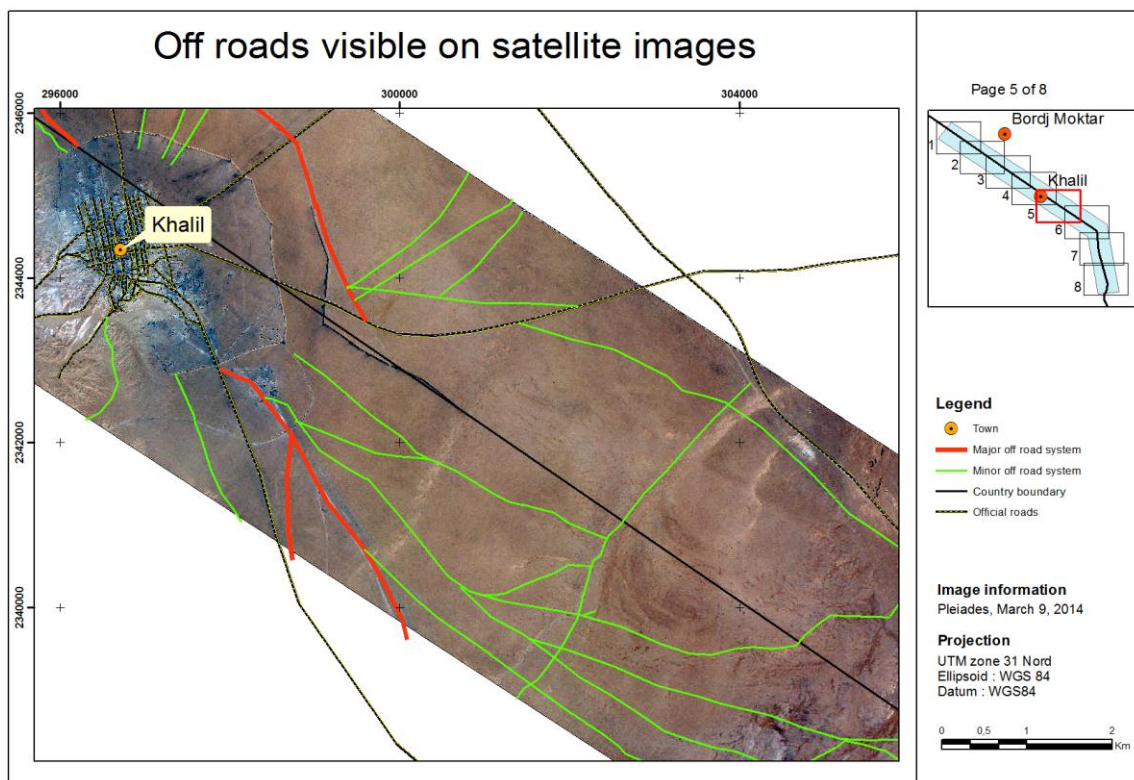 Off roads visible on satellite images
296000
300000
304000
2346000
2344000
2342000
2340000
Khalil
Page 5 of 8
Bordj Moktar
Khalil
1
2
3
4
5
6
7
8
Legend
Town
Major off road system
Minor off road system
Country boundary
Official roads
Image information
Pleiades, March 9, 2014
Projection
UTM zone 31 Nord
Ellipsoid : WGS 84
Datum : WGS84
0 0,5 1 2
Km